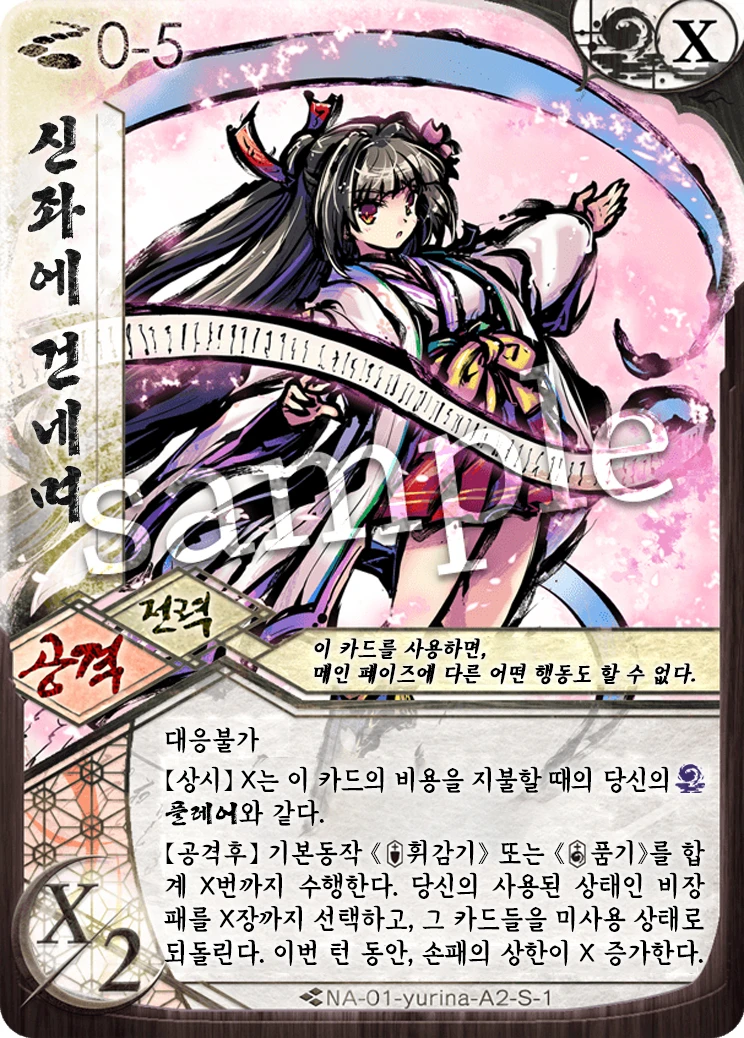 0-5
X
신좌에 건네며
sample
전력
공격
이 카드를 사용하면,
메인 페이즈에 다른 어떤 행동도 할 수 없다.
대응불가
【상시】X는 이 카드의 비용을 지불할 때의 당신의
플레어와 같다.
【공격후】기본동작 《휘감기》 또는 《품기》를 합
계 X번까지 수행한다. 당신의 사용된 상태인 비장
패를 X장까지 선택하고, 그 카드들을 미사용 상태로
되돌린다. 이번 턴 동안, 손패의 상한이 X 증가한다.
X/2
NA-01-yurina-A2-S-1